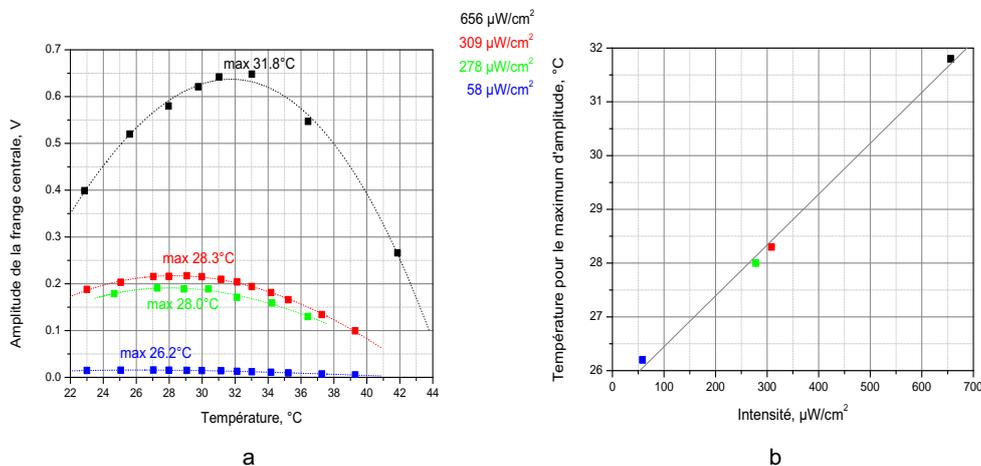 656 µW/cm²
309 µW/cm²
278 µW/cm²
58 µW/cm²
Amplitude de la frange centrale, V
0.7
0.6
0.5
0.4
0.3
0.2
0.1
0.0
max 31.8°C
max 28.3°C
max 28.0°C
max 26.2°C
22 24 26 28 30 32 34 36 38 40 42 44
Température, °C
a
Température pour le maximum d'amplitude, °C
32
31
30
29
28
26
26
0 100 200 300 400 500 600 700
Intensité, µW/cm²
b